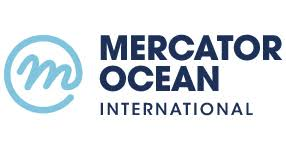 m
MERCATOR
OCEAN
INTERNATIONAL